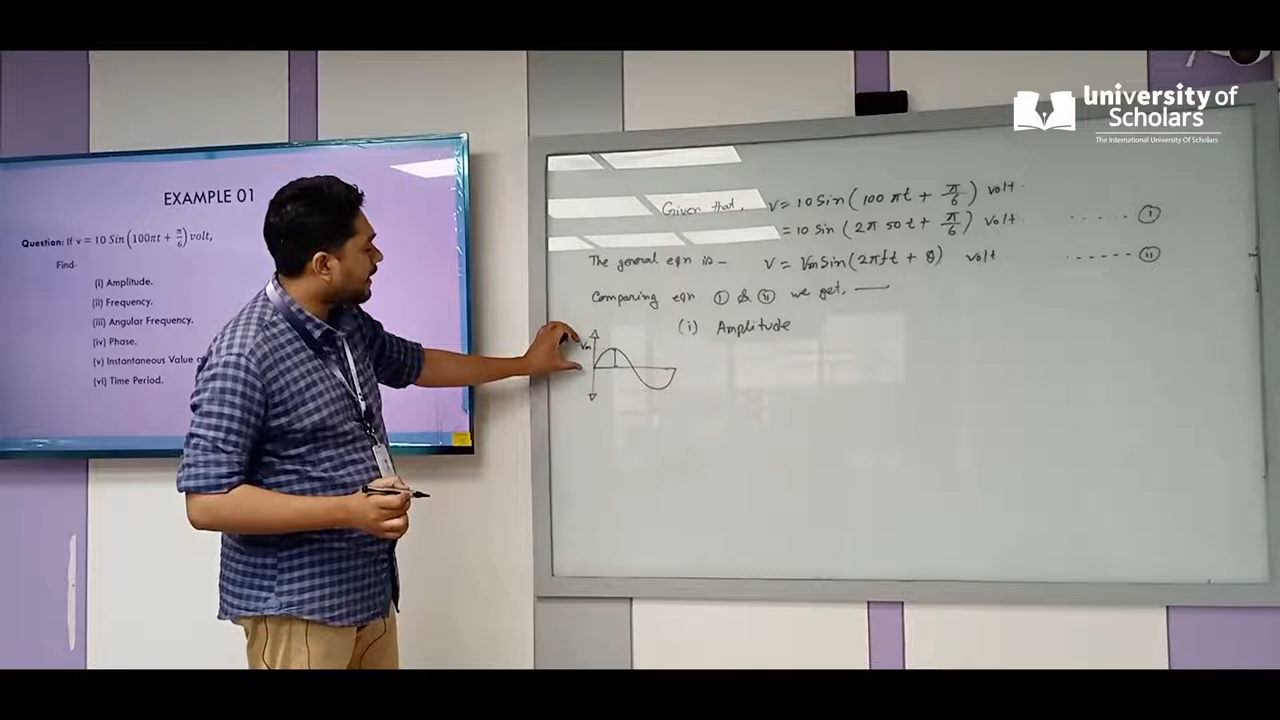 University of
Scholars
The International University Of Scholars
EXAMPLE 01
Question: If v = 10 Sin(100πt + π/6) volt,
Find-
(i) Amplitude.
(ii) Frequency.
(iii) Angular Frequency.
(iv) Phase.
(v) Instantaneous Value
(vi) Time Period.
Given that, V = 10 Sin (100 πt + π/6) volt.
= 10 Sin (2π 50 t + π/6) volt. ...... I
The general eqn is - V = Vm Sin (2πft + θ) volt ------ II
Comparing eqn I & II we get, —
(i) Amplitude
Vm